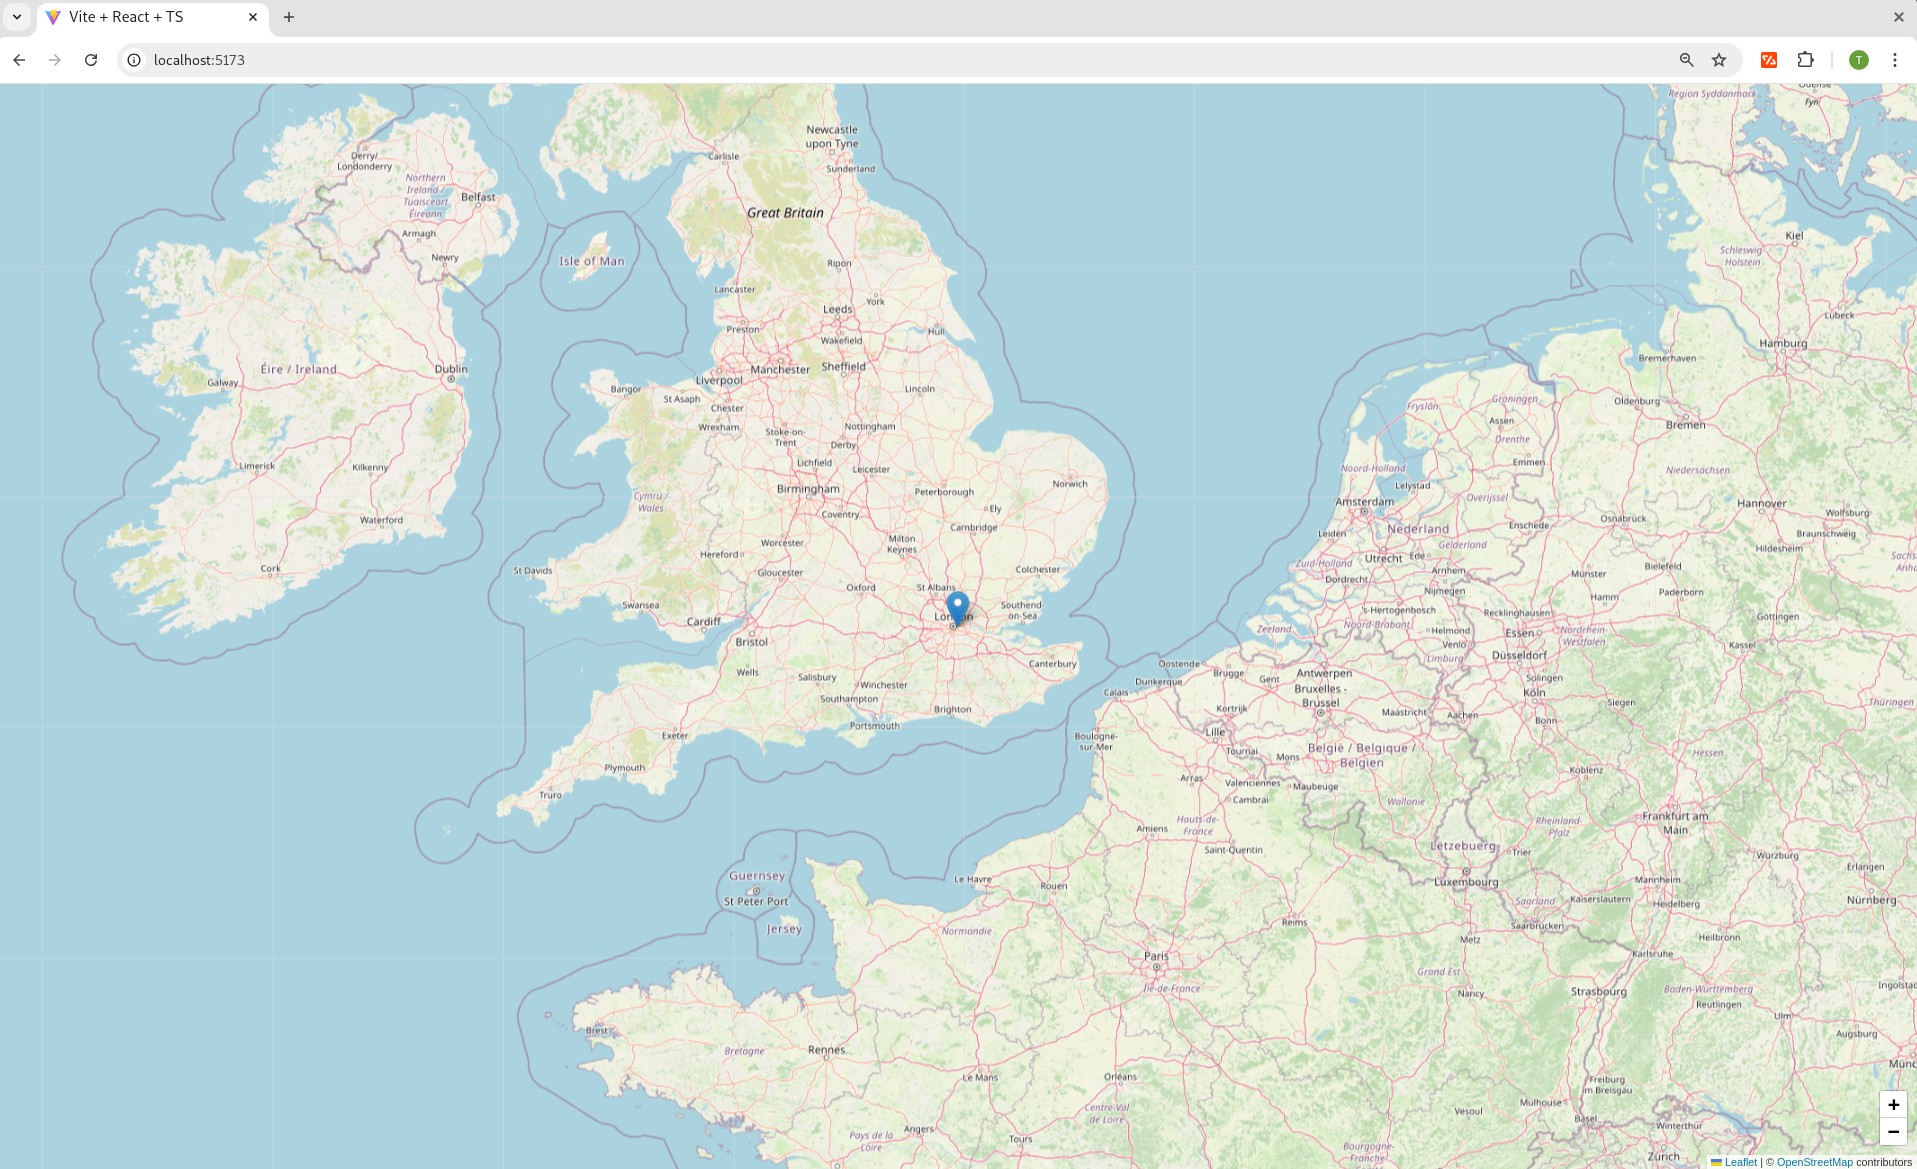 Vite + React + TS
localhost:5173
T
Region Syddanmark
Odense
Fyn
Newcastle
upon Tyne
Carlisle
Sunderland
Derry/
Londonderry
Northern
Ireland /
Tuaisceart
Éireann
Belfast
Armagh
Newry
Great Britain
Isle of Man
Ripon
Lancaster
York
Leeds
Preston
Hull
Wakefield
Kiel
Schleswig
Holstein
Lübeck
Hamburg
Bremerhaven
Éire / Ireland
Dublin
Galway
Manchester
Sheffield
Liverpool
Bangor
St Asaph
Lincoln
Chester
Wrexham
Stoke-on-
Trent
Nottingham
Derby
Fryslân
Groningen
Assen
Drenthe
Oldenburg
Bremen
Limerick
Kilkenny
Lichfield
Leicester
Birmingham
Peterborough
Norwich
Emmen
Noord-Holland
Lelystad
Niedersachsen
Cymru /
Wales
Coventry
Ely
Cambridge
Amsterdam
Overijssel
Hannover
Wolfsburg
Waterford
Worcester
Milton
Keynes
Leiden
Nederland
Enschede
Osnabrück
Braunschweig
Hereford
Utrecht
Ede
Gelderland
Hildesheim
Cork
St Davids
Gloucester
Colchester
Zuid-Holland
Arnhem
Münster
Bielefeld
Oxford
St Albans
Dordrecht
Nijmegen
Hamm
Paderborn
Swansea
Cardiff
London
Southend
on-Sea
's-Hertogenbosch
Noord-Brabant
Recklinghausen
Göttingen
Bristol
Zeeland
Helmond
Venlo
Essen
Nordrhein-
Westfalen
Kassel
Wells
Canterbury
Oostende
Limburg
Düsseldorf
Salisbury
Winchester
Dunkerque
Brugge
Gent
Antwerpen
Solingen
Southampton
Calais
Bruxelles -
Brussel
Köln
Siegen
Thüringen
Brighton
Kortrijk
Maastricht
Aachen
Bonn
Portsmouth
Exeter
Boulogne-
sur-Mer
Lille
Tournai
België / Belgique /
Belgien
Hessen
Plymouth
Mons
Koblenz
Arras
Valenciennes
Maubeuge
Truro
Cambrai
Wallonie
Hauts-de-
France
Rheinland-
Pfalz
Frankfurt am
Main
Amiens
Saint-Quentin
Lëtzebuerg
Trier
Würzburg
Guernsey
Le Havre
Rouen
Luxembourg
Mannheim
Erlangen
St Peter Port
Saarland
Kaiserslautern
Heidelberg
Nürnberg
Jersey
Normandie
Reims
Saarbrücken
Metz
Heilbronn
Paris
Karlsruhe
Grand Est
Île-de-France
Nancy
Strasbourg
Baden-Württemberg
Reutlingen
Ingolsta
Ulm
Brest
Augsburg
Bretagne
Rennes
Münc
Le Mans
Orléans
Freiburg
im Breisgau
Centre-Val
de Loire
Vesoul
Mulhouse
Basel
Angers
Pays de la
Loire
Tours
Bourgogne-
Franche-
Winterthur
Zürich
+
−
Leaflet | © OpenStreetMap contributors